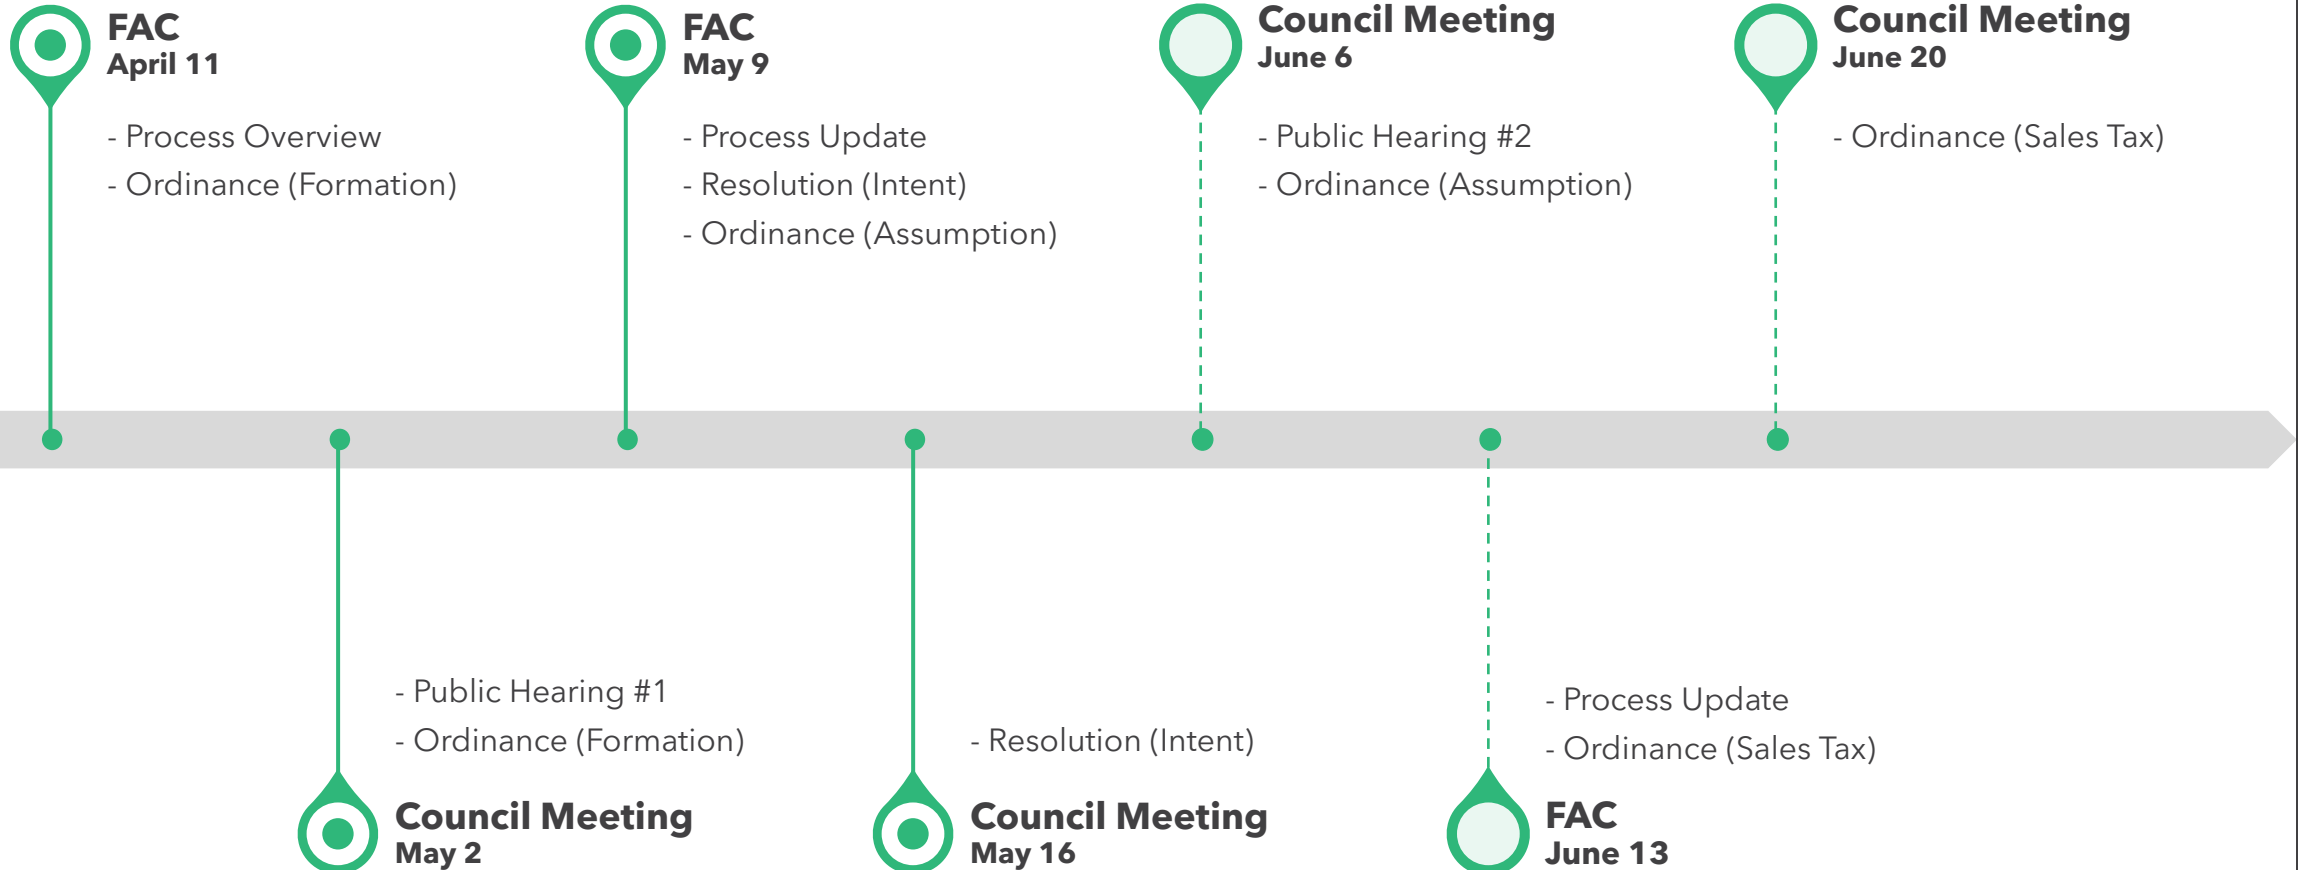 FAC
April 11
- Process Overview
- Ordinance (Formation)
FAC
May 9
- Process Update
- Resolution (Intent)
- Ordinance (Assumption)
Council Meeting
June 6
- Public Hearing #2
- Ordinance (Assumption)
Council Meeting
June 20
- Ordinance (Sales Tax)
- Public Hearing #1
- Ordinance (Formation)
Council Meeting
May 2
- Resolution (Intent)
Council Meeting
May 16
- Process Update
- Ordinance (Sales Tax)
FAC
June 13